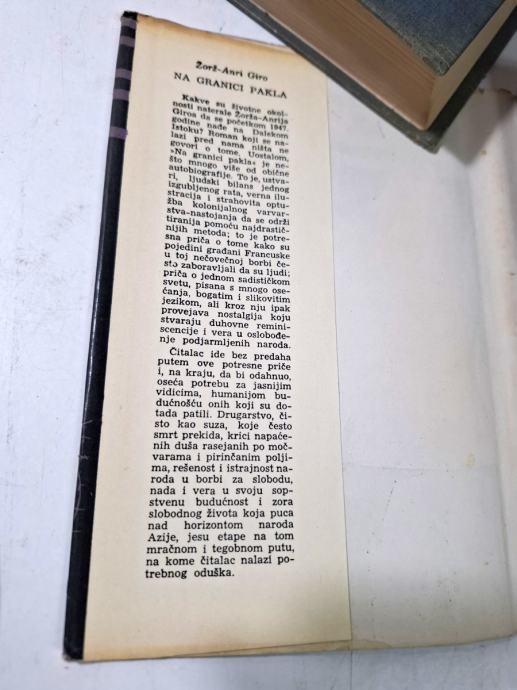 Žorž-Anri Giro
NA GRANICI PAKLA
Kakve su životne okol-
nosti naterale Žorža-Anrija
Giroa da se početkom 1947.
godine nađe na Dalekom
Istoku? Roman koji se na-
lazi pred nama ništa ne
govori o tome. Uostalom,
»Na granici pakla« je ne-
što mnogo više od obične
autobiografije. To je, ustva-
ri, ljudski bilans jednog
izgubljenog rata, verna ilu-
stracija i strahovita optu-
žba kolonijalnog varvar-
stva-nastojanja da se održi
tiranija pomoću najdrastič-
nijih metoda; to je potre-
sna priča o tome kako su
pojedini građani Francuske
u toj nečovečnoj borbi če-
sto zaboravljali da su ljudi;
priča o jednom sadističkom
svetu, pisana s mnogo ose-
ćanja, bogatim i slikovitim
jezikom, ali kroz nju ipak
provejava nostalgija koju
stvaraju duhovne remini-
scencije i vera u oslobođe-
nje podjarmljenih naroda.
Čitalac ide bez predaha
putem ove potresne priče
i, na kraju, da bi odahnuo,
oseća potrebu za jasnijim
vidicima, humanijom bu-
dućnošću onih koji su do-
tada patili. Drugarstvo, či-
sto kao suza, koje često
smrt prekida, krici napaće-
nih duša rasejanih po moč-
varama i pirinčanim polji-
ma, rešenost i istrajnost na-
roda u borbi za slobodu,
nada i vera u svoju sop-
stvenu budućnost i zora
slobodnog života koja puca
nad horizontom naroda
Azije, jesu etape na tom
mračnom i tegobnom putu,
na kome čitalac nalazi po-
trebnog oduška.